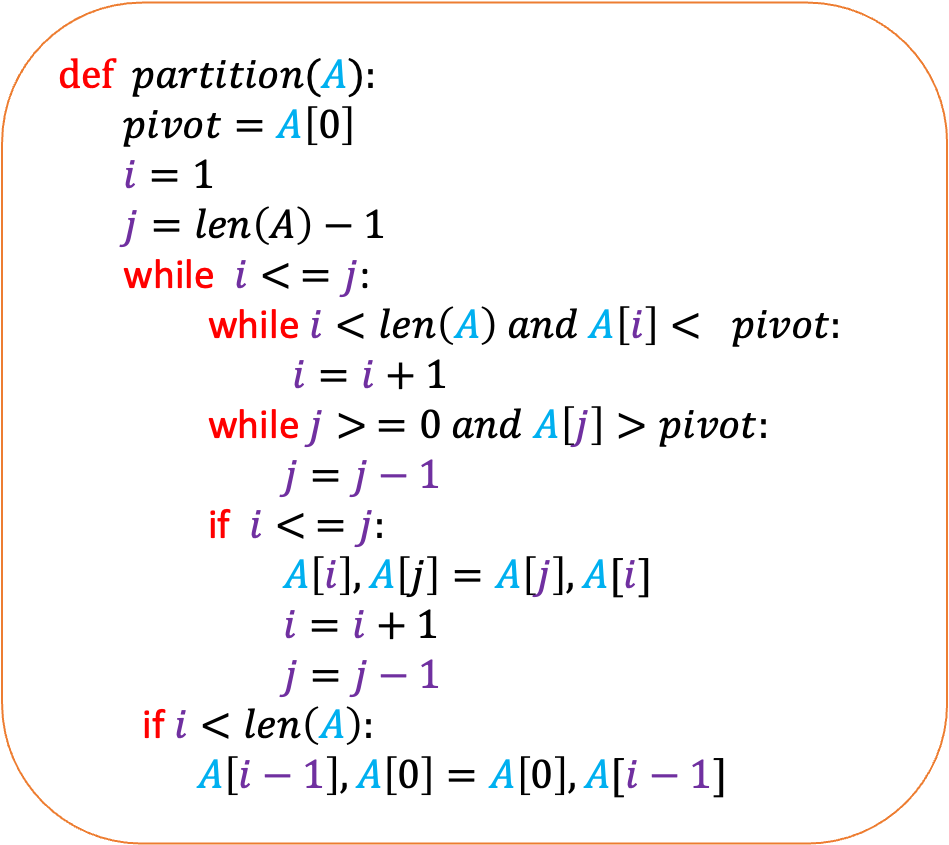 def partition(A):
pivot = A[0]
i = 1
j = len(A) − 1
while i < = j:
while i < len(A) and A[i] < pivot:
i = i + 1
while j > = 0 and A[j] > pivot:
j = j − 1
if i < = j:
A[i], A[j] = A[j], A[i]
i = i + 1
j = j − 1
if i < len(A):
A[i − 1], A[0] = A[0], A[i − 1]